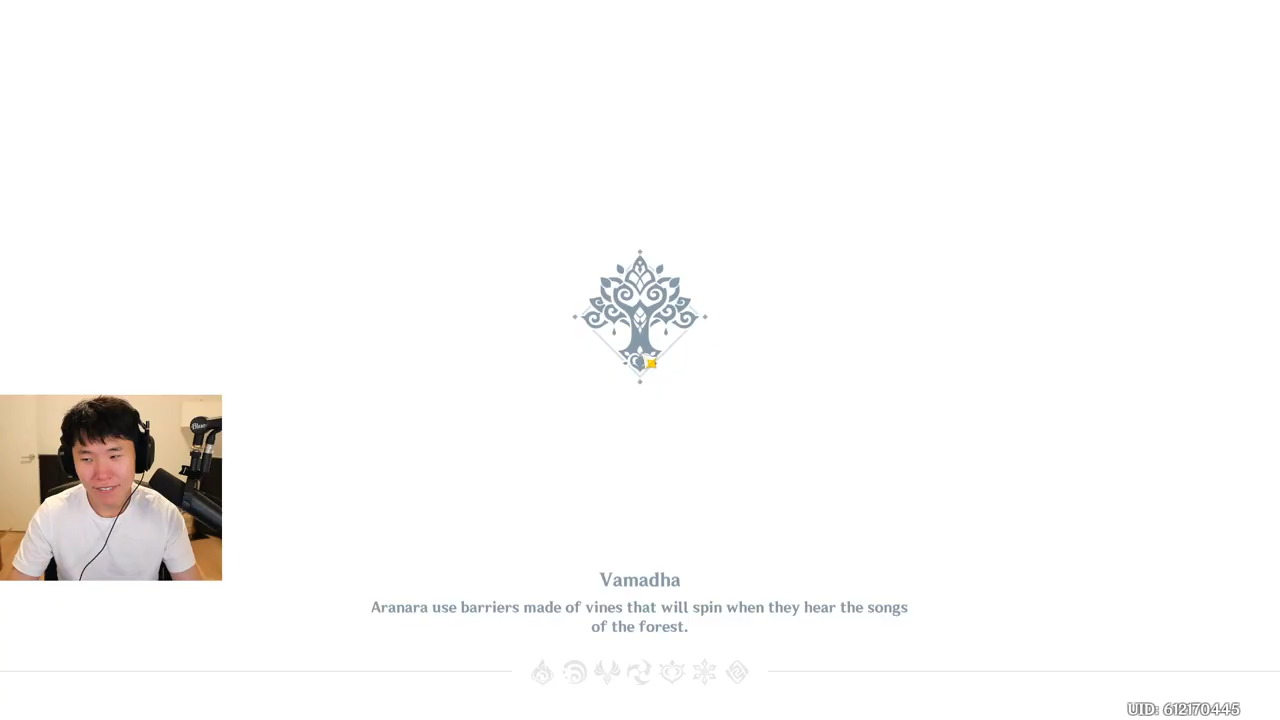 Vamadha
Aranara use barriers made of vines that will spin when they hear the songs
of the forest.
UID: 612170445